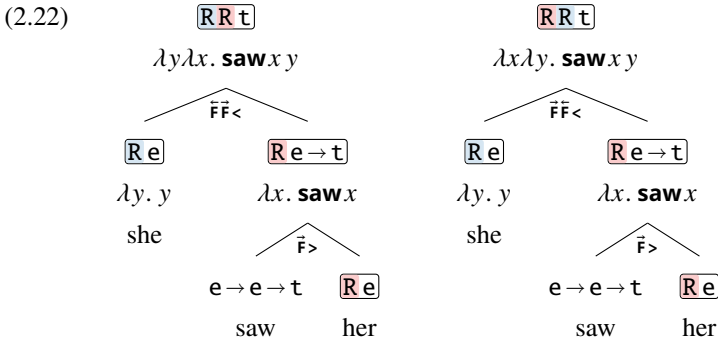 (2.22) RRt RRt
λyλx. saw x y λxλy. saw x y
F⃖F⃗< F⃗F⃖<
Re Re→t Re Re→t
λy. y λx. saw x λy. y λx. saw x
she F⃗> she F⃗>
e→e→t Re e→e→t Re
saw her saw her